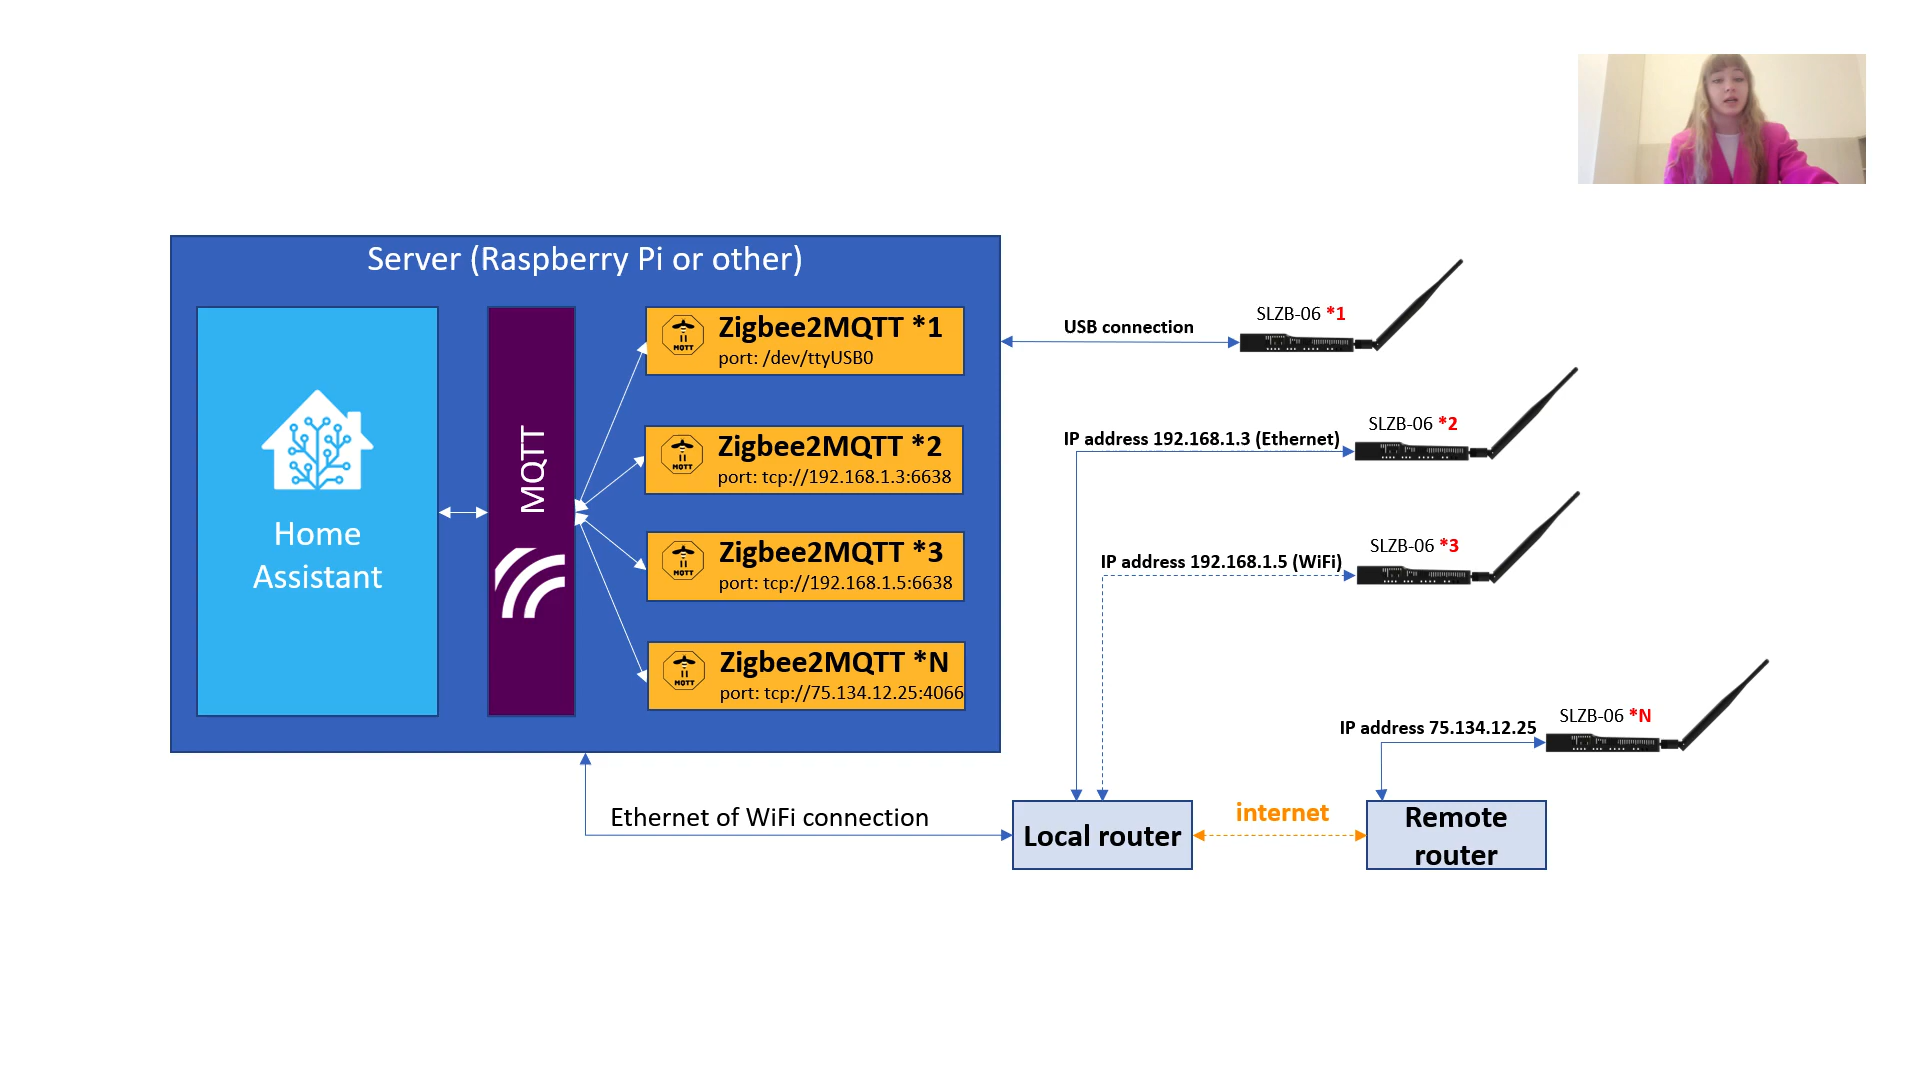 Server (Raspberry Pi or other)
Home
Assistant
MQTT
MQTT
Zigbee2MQTT *1
port: /dev/ttyUSB0
MQTT
Zigbee2MQTT *2
port: tcp://192.168.1.3:6638
MQTT
Zigbee2MQTT *3
port: tcp://192.168.1.5:6638
MQTT
Zigbee2MQTT *N
port: tcp://75.134.12.25:4066
USB connection
SLZB-06 *1
IP address 192.168.1.3 (Ethernet)
SLZB-06 *2
IP address 192.168.1.5 (WiFi)
SLZB-06 *3
IP address 75.134.12.25
SLZB-06 *N
Ethernet of WiFi connection
Local router
internet
Remote
router